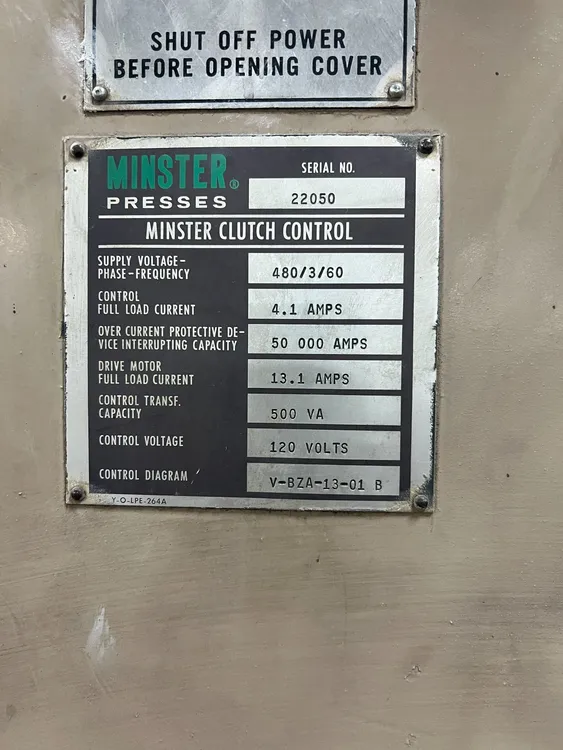 SHUT OFF POWER
BEFORE OPENING COVER
MINSTER®
PRESSES
SERIAL NO.
22050
MINSTER CLUTCH CONTROL
SUPPLY VOLTAGE-
PHASE-FREQUENCY
480/3/60
CONTROL
FULL LOAD CURRENT
4.1 AMPS
OVER CURRENT PROTECTIVE DE-
VICE INTERRUPTING CAPACITY
50 000 AMPS
DRIVE MOTOR
FULL LOAD CURRENT
13.1 AMPS
CONTROL TRANSF.
CAPACITY
500 VA
CONTROL VOLTAGE
120 VOLTS
CONTROL DIAGRAM
V-BZA-13-01 B
Y-O-LPE-264A